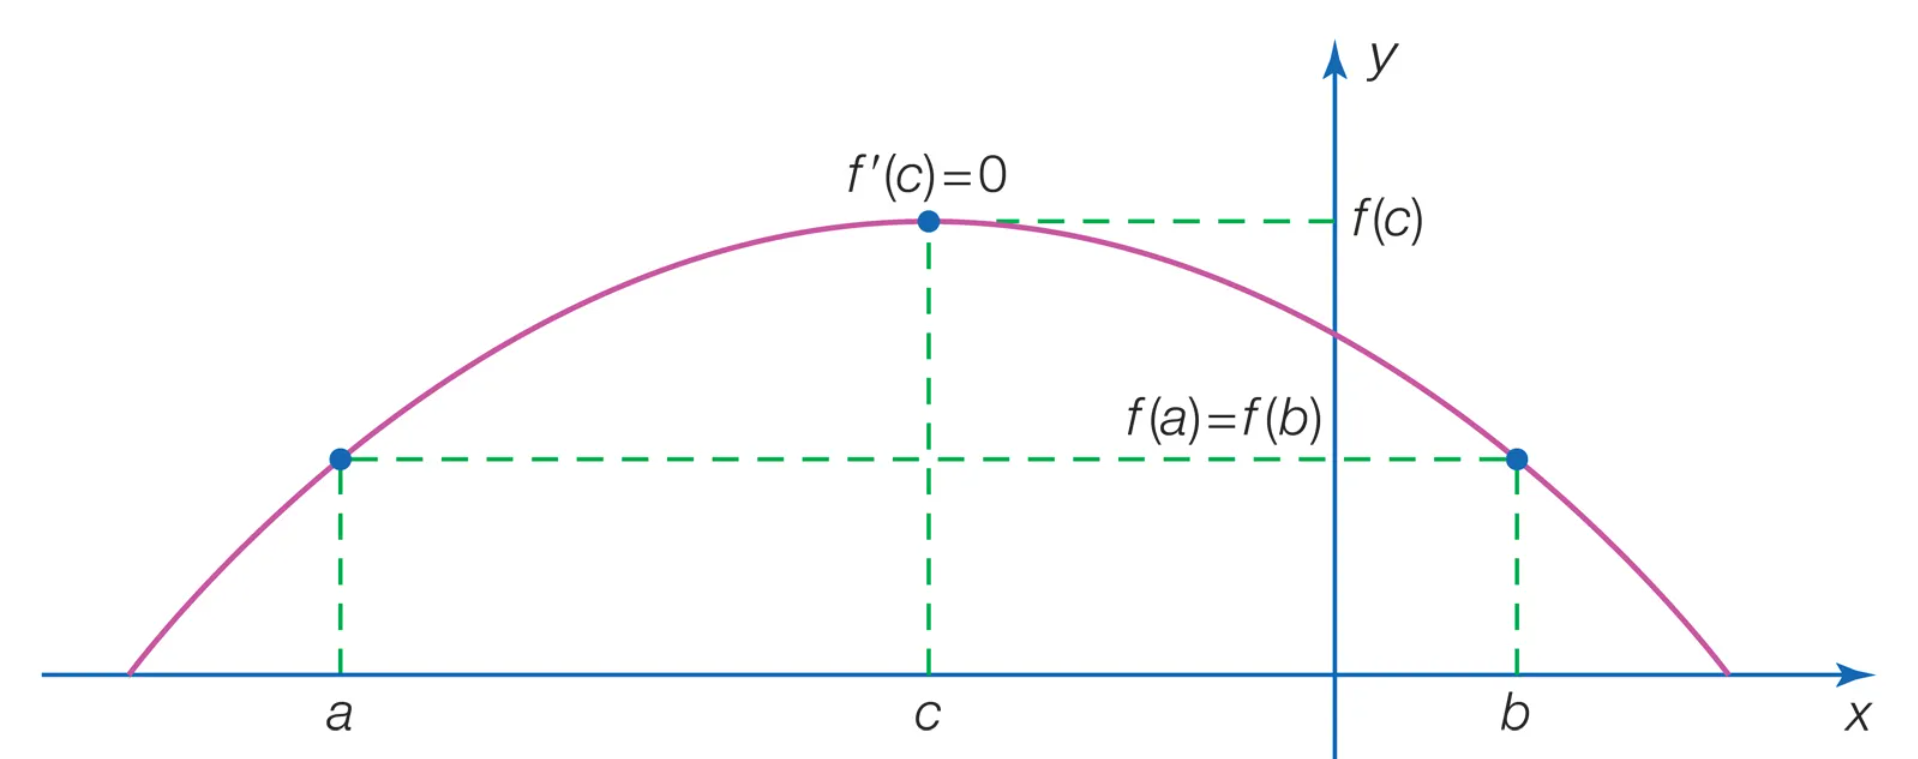 y
f′(c)=0
f(c)
f(a)=f(b)
a c b x